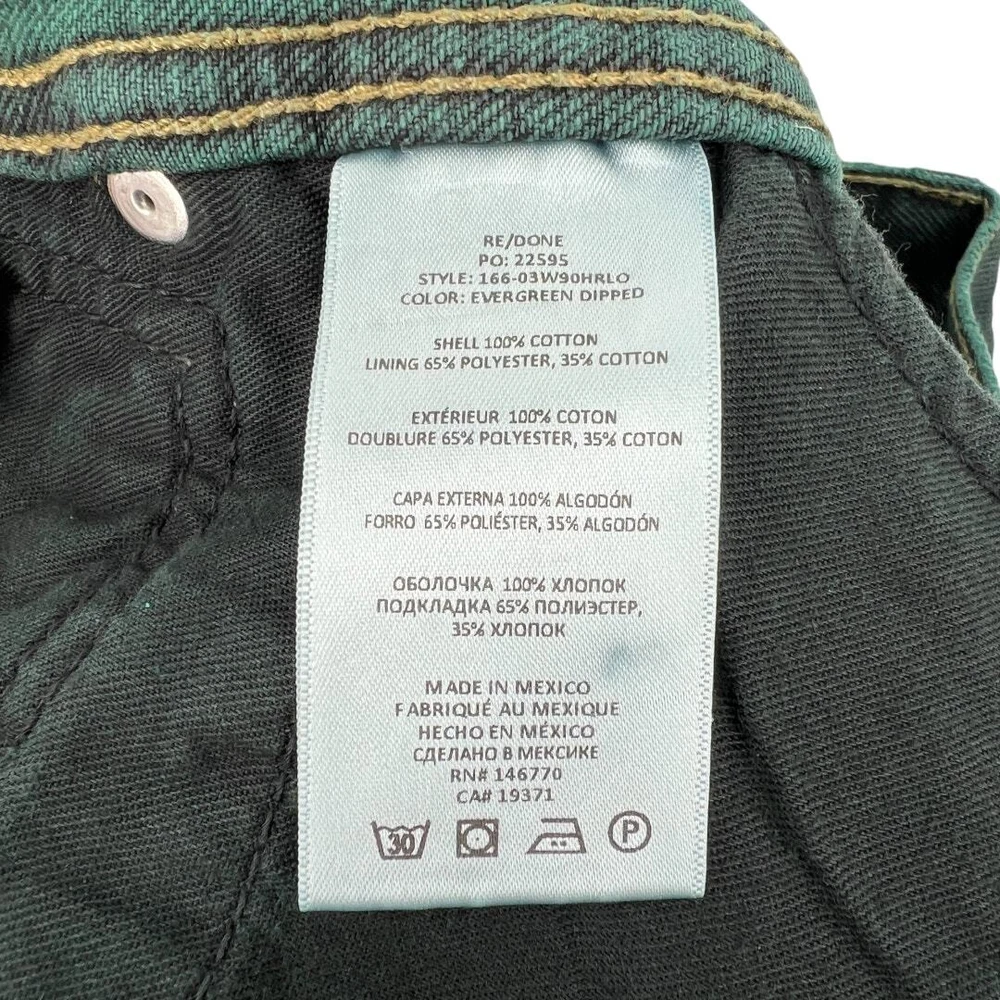 RE/DONE
PO: 22595
STYLE: 166-03W90HRLO
COLOR: EVERGREEN DIPPED
SHELL 100% COTTON
LINING 65% POLYESTER, 35% COTTON
EXTÉRIEUR 100% COTON
DOUBLURE 65% POLYESTER, 35% COTON
CAPA EXTERNA 100% ALGODÓN
FORRO 65% POLIÉSTER, 35% ALGODÓN
ОБОЛОЧКА 100% ХЛОПОК
ПОДКЛАДКА 65% ПОЛИЭСТЕР,
35% ХЛОПОК
MADE IN MEXICO
FABRIQUÉ AU MEXIQUE
HECHO EN MÉXICO
СДЕЛАНО В МЕКСИКЕ
RN# 146770
CA# 19371
30 P